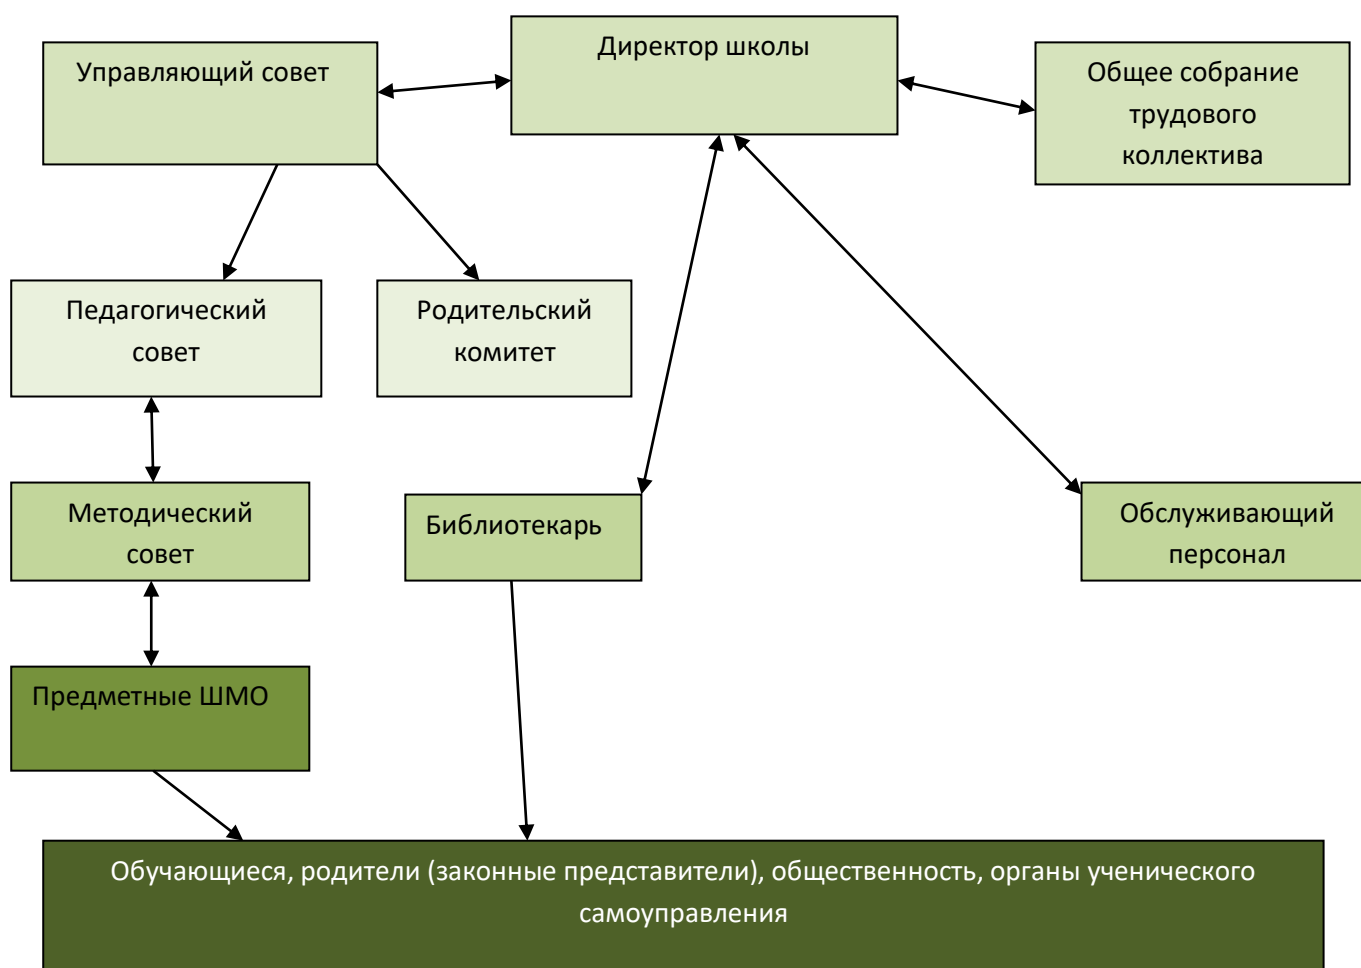 Управляющий совет
Директор школы
Общее собрание
трудового
коллектива
Педагогический
совет
Родительский
комитет
Методический
совет
Библиотекарь
Обслуживающий
персонал
Предметные ШМО
Обучающиеся, родители (законные представители), общественность, органы ученического
самоуправления